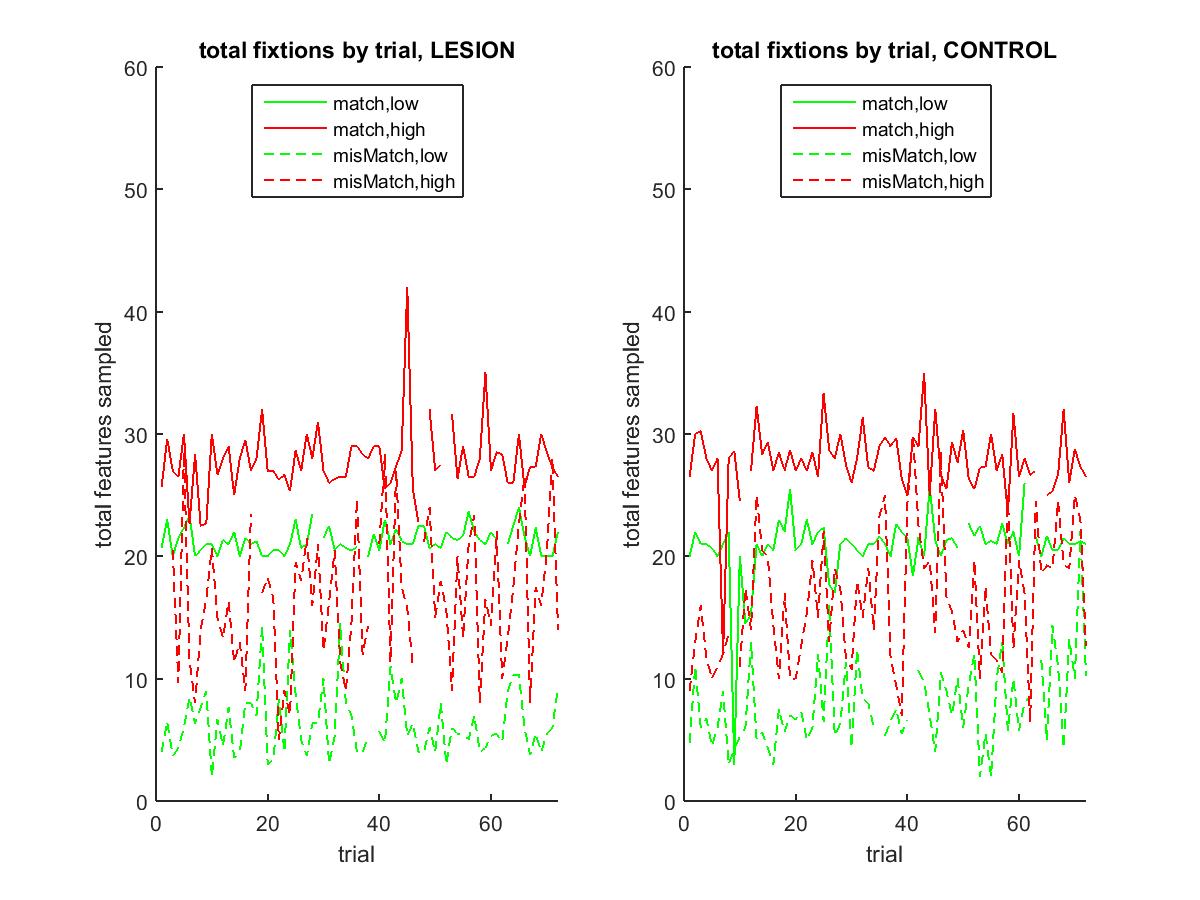 total fixtions by trial, LESION
match,low
match,high
misMatch,low
misMatch,high
60
50
40
30
20
10
0
0 20 40 60
total features sampled
trial
total fixtions by trial, CONTROL
match,low
match,high
misMatch,low
misMatch,high
60
50
40
30
20
10
0
0 20 40 60
total features sampled
trial